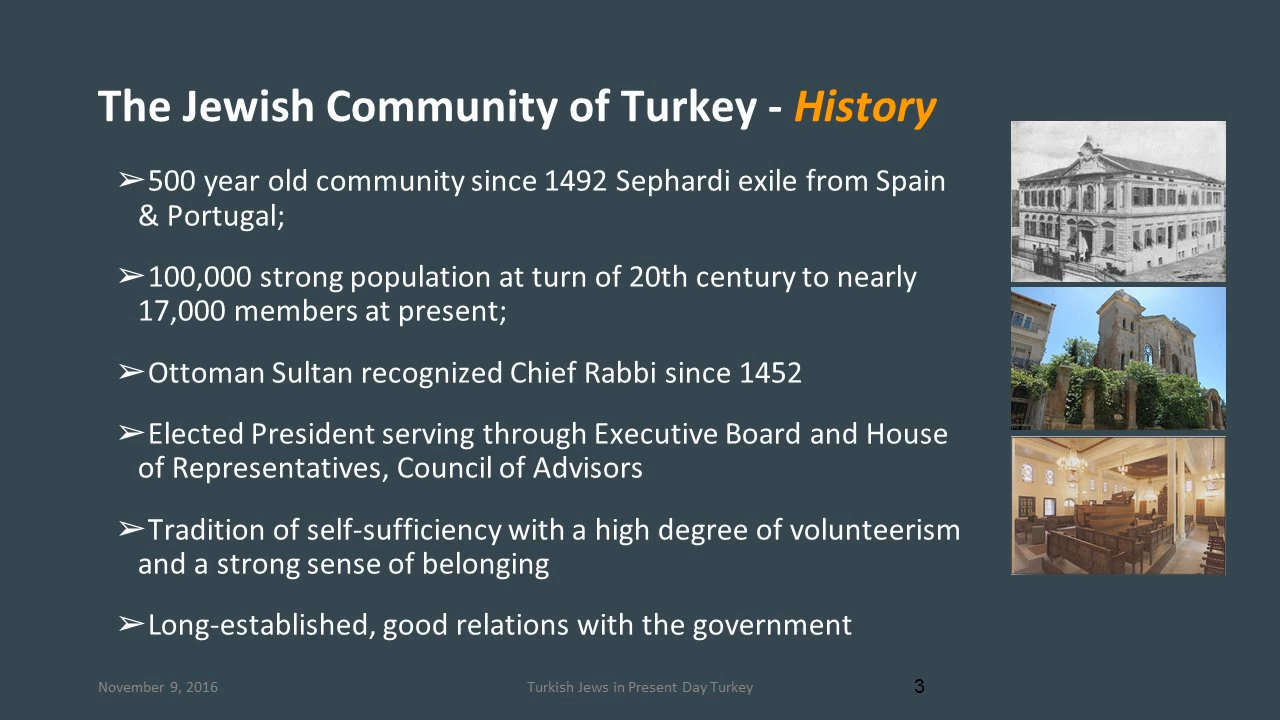 The Jewish Community of Turkey - History
➢500 year old community since 1492 Sephardi exile from Spain
& Portugal;
➢100,000 strong population at turn of 20th century to nearly
17,000 members at present;
➢Ottoman Sultan recognized Chief Rabbi since 1452
➢Elected President serving through Executive Board and House
of Representatives, Council of Advisors
➢Tradition of self-sufficiency with a high degree of volunteerism
and a strong sense of belonging
➢Long-established, good relations with the government
November 9, 2016
Turkish Jews in Present Day Turkey
3